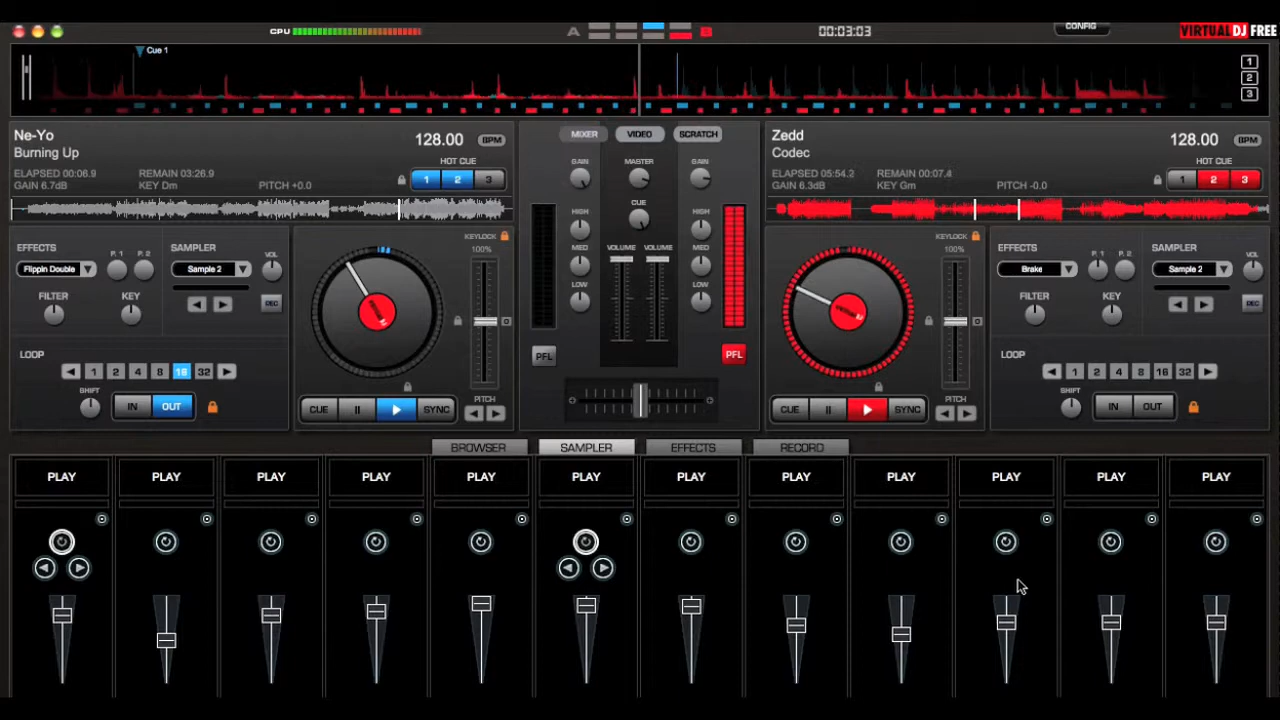 CPU A B 00:03:03 CONFIG VIRTUAL DJ FREE
Cue 1
1
2
3
Ne-Yo 128.00 BPM
Burning Up
HOT CUE
ELAPSED 00:06.9 REMAIN 03:26.9
GAIN 6.7dB KEY Dm PITCH +0.0
1 2 3
MIXER VIDEO SCRATCH
GAIN MASTER GAIN
CUE
HIGH HIGH
VOLUME VOLUME
MED MED
LOW LOW
PFL PFL
Zedd 128.00 BPM
Codec
HOT CUE
ELAPSED 05:54.2 REMAIN 00:07.4
GAIN 6.3dB KEY Gm PITCH -0.0
1 2 3
EFFECTS P. 1 P. 2 SAMPLER VOL
Flippin Double Sample 2
FILTER KEY REC
LOOP
1 2 4 8 16 32
SHIFT IN OUT
KEYLOCK
100%
CUE SYNC
PITCH
KEYLOCK
100%
CUE SYNC
PITCH
EFFECTS P. 1 P. 2 SAMPLER VOL
Brake Sample 2
FILTER KEY REC
LOOP
1 2 4 8 16 32
SHIFT IN OUT
BROWSER SAMPLER EFFECTS RECORD
PLAY PLAY PLAY PLAY PLAY PLAY PLAY PLAY PLAY PLAY PLAY PLAY